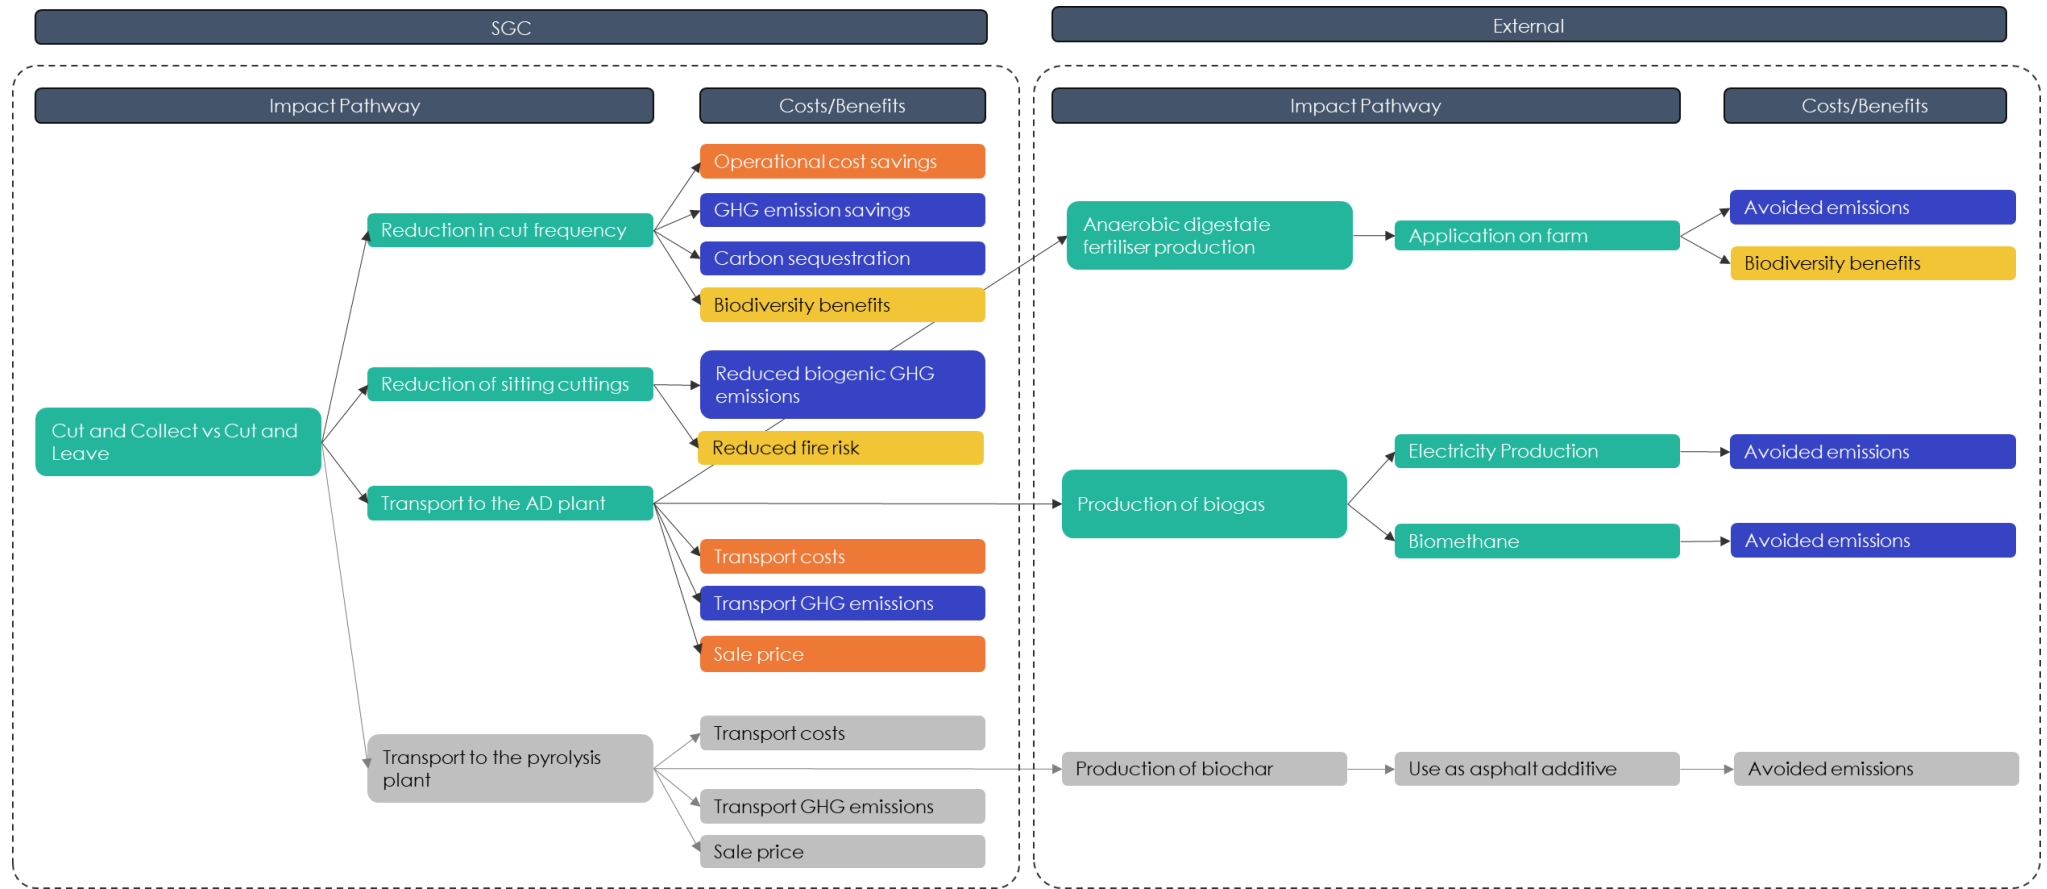 SGC
External
Impact Pathway
Costs/Benefits
Impact Pathway
Costs/Benefits
Operational cost savings
GHG emission savings
Reduction in cut frequency
Carbon sequestration
Biodiversity benefits
Reduction of sitting cuttings
Reduced biogenic GHG
emissions
Reduced fire risk
Cut and Collect vs Cut and
Leave
Transport to the AD plant
Transport costs
Transport GHG emissions
Sale price
Transport to the pyrolysis
plant
Transport costs
Transport GHG emissions
Sale price
Anaerobic digestate
fertiliser production
Application on farm
Avoided emissions
Biodiversity benefits
Production of biogas
Electricity Production
Avoided emissions
Biomethane
Avoided emissions
Production of biochar
Use as asphalt additive
Avoided emissions